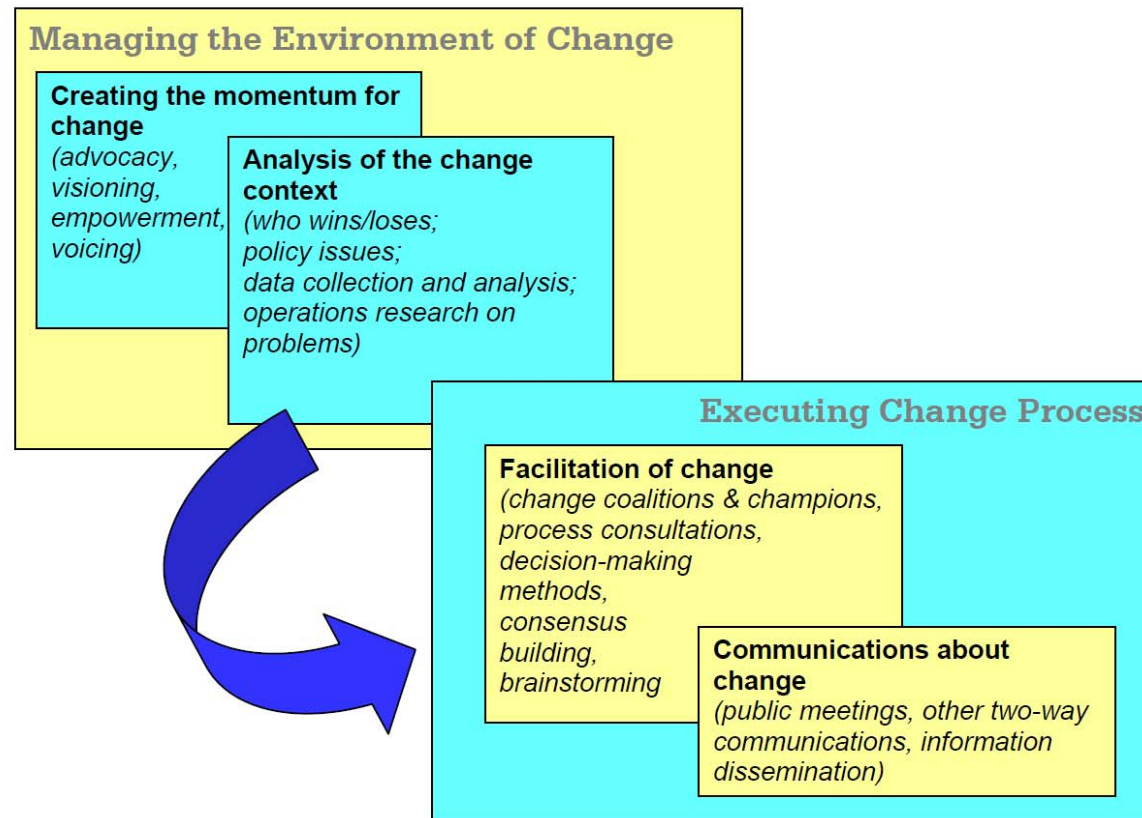 Managing the Environment of Change
Creating the momentum for
change
(advocacy,
visioning,
empowerment,
voicing)
Analysis of the change
context
(who wins/loses;
policy issues;
data collection and analysis;
operations research on
problems)
Executing Change Process
Facilitation of change
(change coalitions & champions,
process consultations,
decision-making
methods,
consensus
building,
brainstorming
Communications about
change
(public meetings, other two-way
communications, information
dissemination)